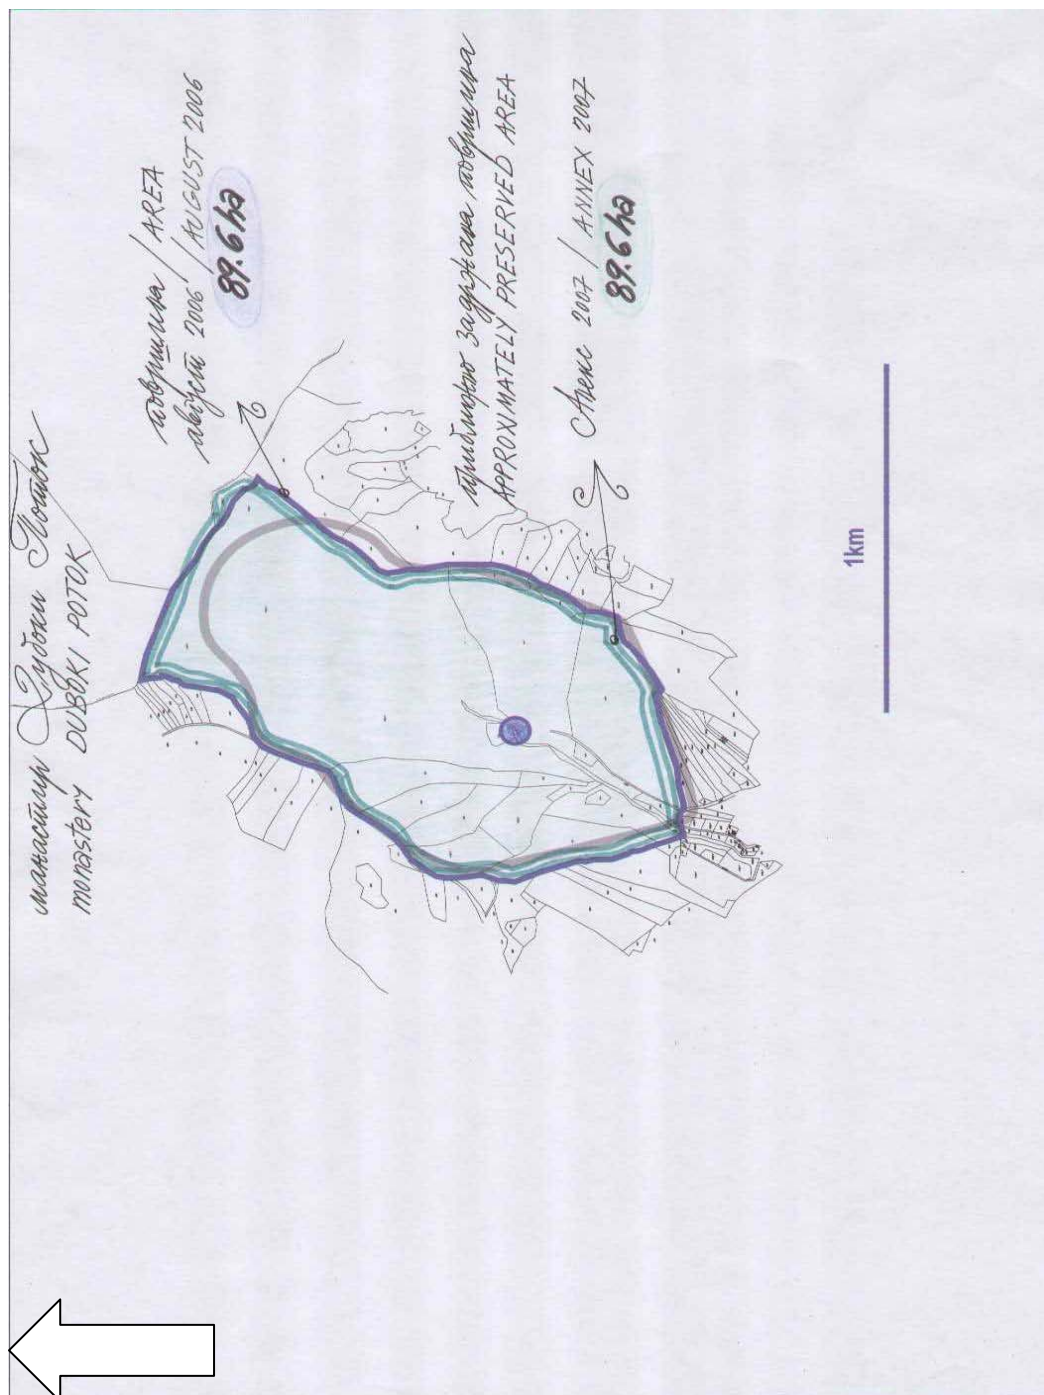 манастир Дубоки Поток
monastery DUBOKI POTOK
површина / AREA
август 2006 / AUGUST 2006
89.6 ha
приближно задржана површина
APPROXIMATELY PRESERVED AREA
Анекс 2007 / ANNEX 2007
89.6 ha
1km